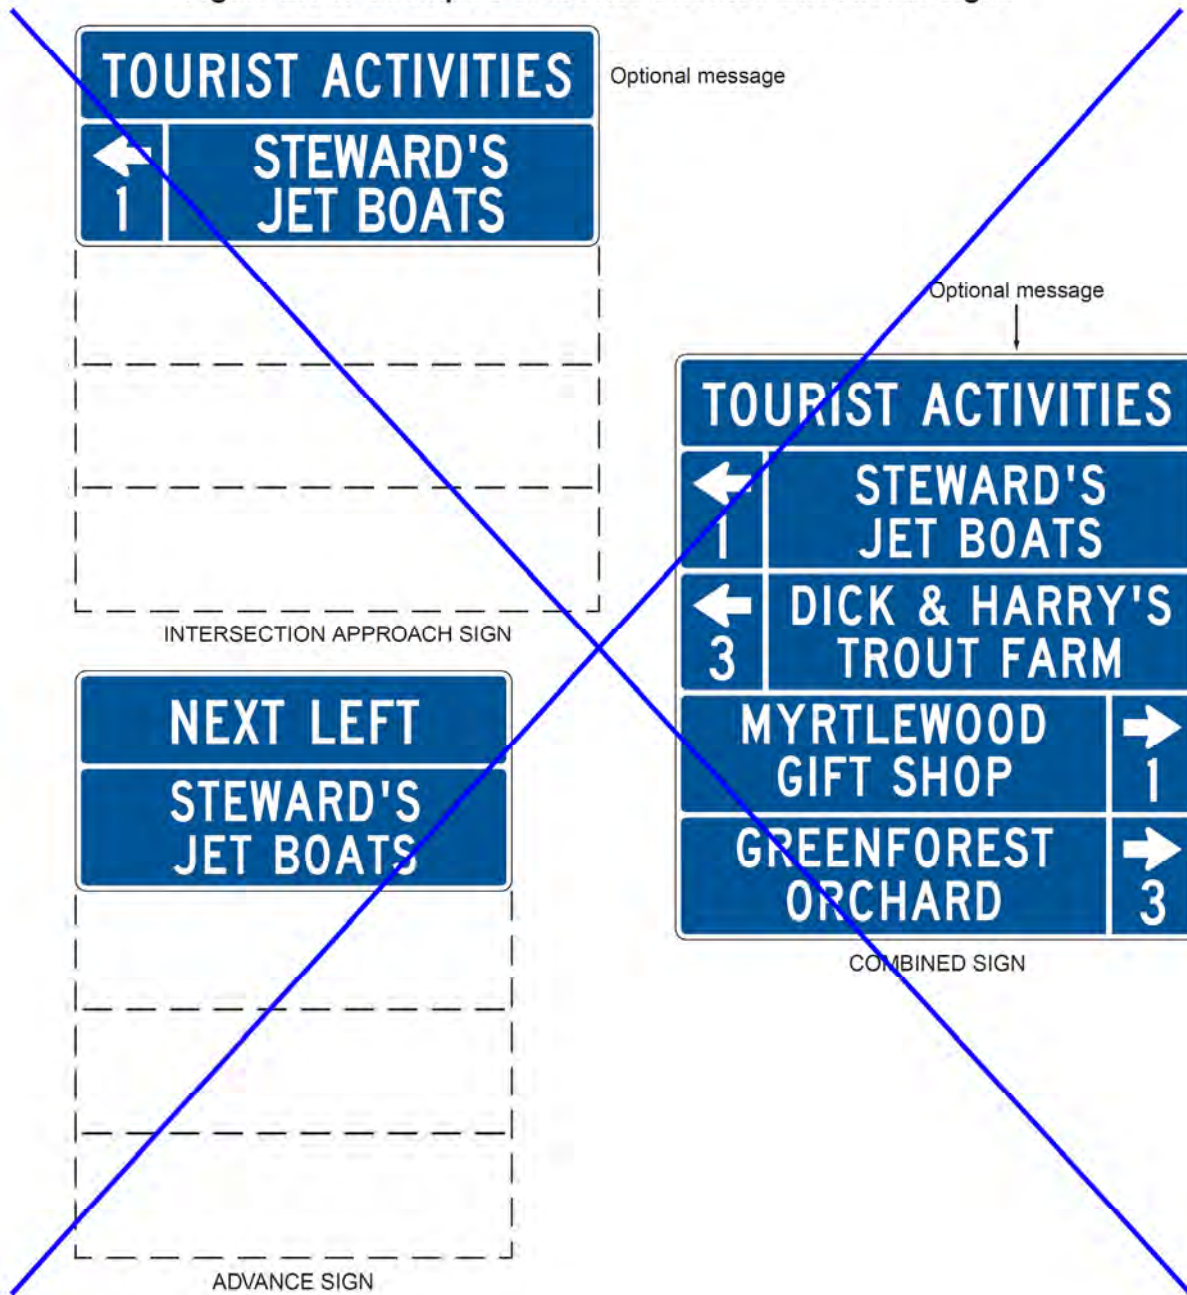 TOURIST ACTIVITIES
Optional message
1
STEWARD'S
JET BOATS
INTERSECTION APPROACH SIGN
NEXT LEFT
STEWARD'S
JET BOATS
ADVANCE SIGN
Optional message
TOURIST ACTIVITIES
1
STEWARD'S
JET BOATS
3
DICK & HARRY'S
TROUT FARM
MYRTLEWOOD
GIFT SHOP
1
GREENFOREST
ORCHARD
3
COMBINED SIGN